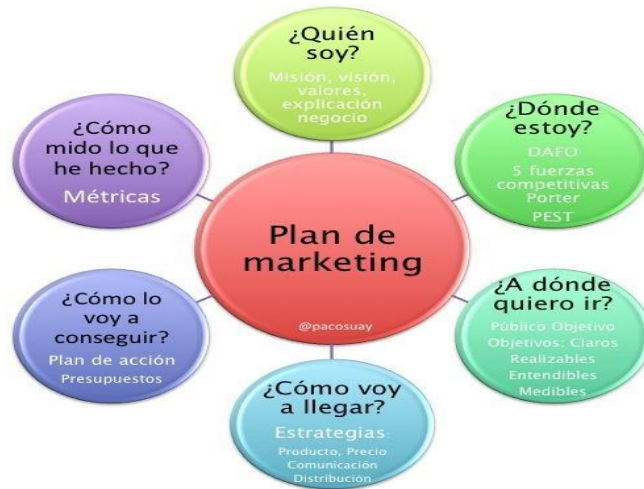 ¿Quién
soy?
Misión, visión,
valores,
explicación
negocio
¿Dónde
estoy?
DAFO
5 fuerzas
competitivas
Porter
PEST
¿A dónde
quiero ir?
Público Objetivo
Objetivos: Claros
Realizables
Entendibles
Medibles
¿Cómo voy
a llegar?
Estrategias:
Producto, Precio
Comunicación
Distribución
¿Cómo lo
voy a
conseguir?
Plan de acción
Presupuestos
¿Cómo
mido lo que
he hecho?
Métricas
Plan de
marketing
@pacosuay